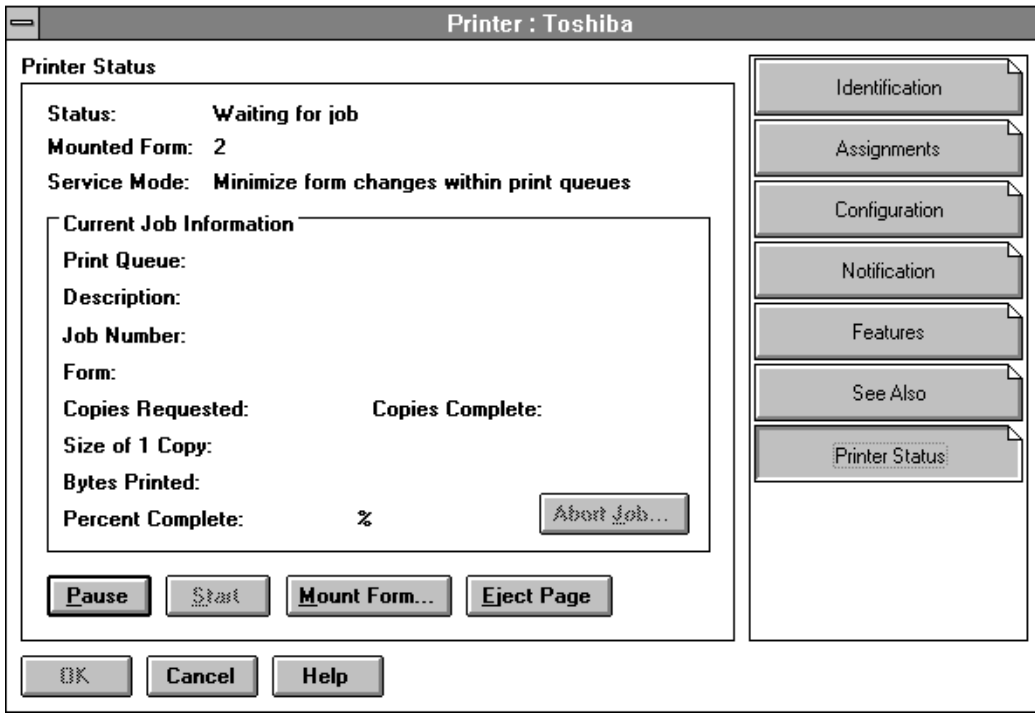 Printer : Toshiba
Printer Status
Status: Waiting for job
Mounted Form: 2
Service Mode: Minimize form changes within print queues
Current Job Information
Print Queue:
Description:
Job Number:
Form:
Copies Requested: Copies Complete:
Size of 1 Copy:
Bytes Printed:
Percent Complete: %
Abort Job...
Pause
Start
Mount Form...
Eject Page
OK
Cancel
Help
Identification
Assignments
Configuration
Notification
Features
See Also
Printer Status